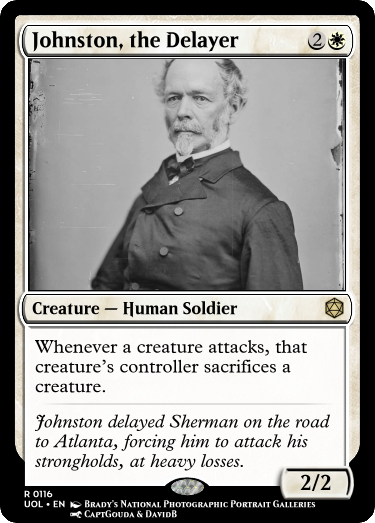 Johnston, the Delayer 2
Creature — Human Soldier
Whenever a creature attacks, that
creature's controller sacrifices a
creature.
Johnston delayed Sherman on the road
to Atlanta, forcing him to attack his
strongholds, at heavy losses.
2/2
R 0116
UOL • EN Brady's National Photographic Portrait Galleries
CaptGouda & DavidB